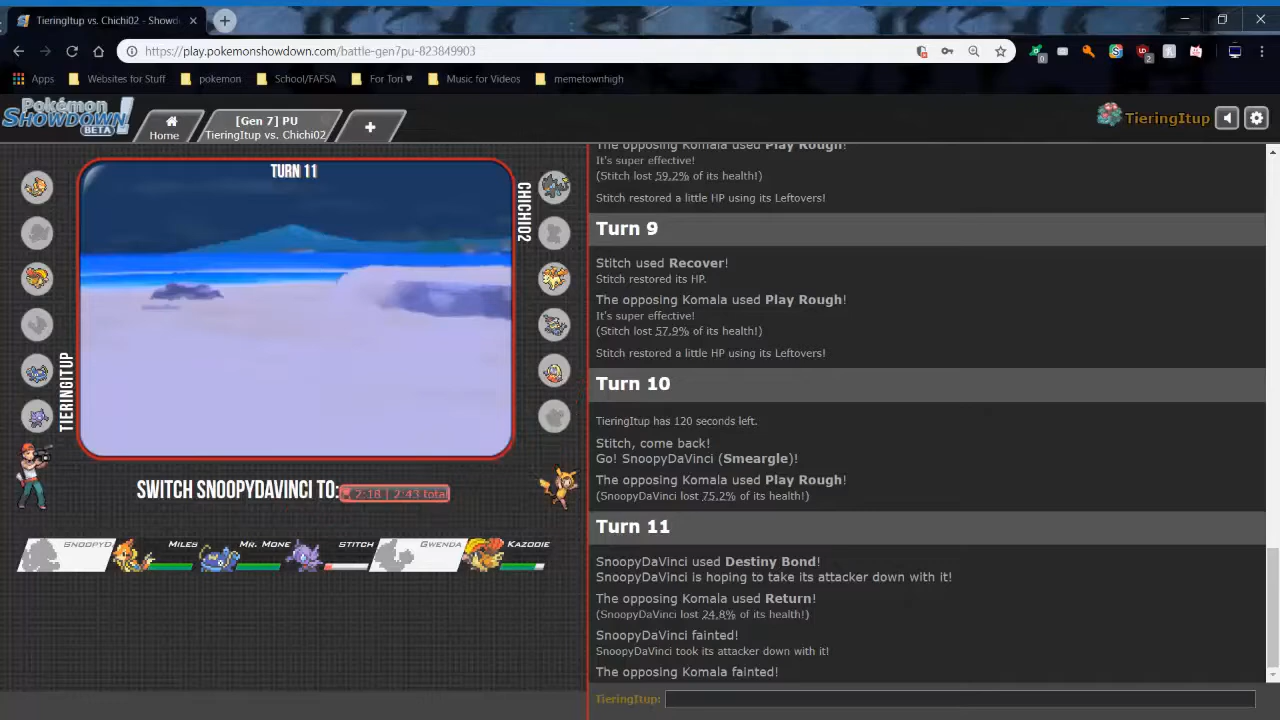 TieringItup vs. Chichi02 - Showd
https://play.pokemonshowdown.com/battle-gen7pu-823849903
Apps Websites for Stuff pokemon School/FAFSA For Tori ♥ Music for Videos memetownhigh
Pokémon
SHOWDOWN!
BETA
Home
[Gen 7] PU
TieringItup vs. Chichi02
TieringItup
TURN 11
CHICHI02
TIERINGITUP
SWITCH SNOOPYDAVINCI TO:
2:18 | 2:43 total
SNOOPYD MILES MR. MONE STITCH GWENDA KAZOOIE
The opposing Komala used Play Rough!
It's super effective!
(Stitch lost 59.2% of its health!)
Stitch restored a little HP using its Leftovers!
Turn 9
Stitch used Recover!
Stitch restored its HP.
The opposing Komala used Play Rough!
It's super effective!
(Stitch lost 57.9% of its health!)
Stitch restored a little HP using its Leftovers!
Turn 10
TieringItup has 120 seconds left.
Stitch, come back!
Go! SnoopyDaVinci (Smeargle)!
The opposing Komala used Play Rough!
(SnoopyDaVinci lost 75.2% of its health!)
Turn 11
SnoopyDaVinci used Destiny Bond!
SnoopyDaVinci is hoping to take its attacker down with it!
The opposing Komala used Return!
(SnoopyDaVinci lost 24.8% of its health!)
SnoopyDaVinci fainted!
SnoopyDaVinci took its attacker down with it!
The opposing Komala fainted!
TieringItup: